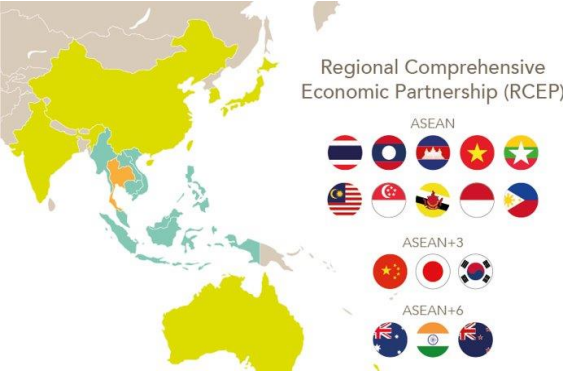 Regional Comprehensive
Economic Partnership (RCEP)
ASEAN
ASEAN+3
ASEAN+6